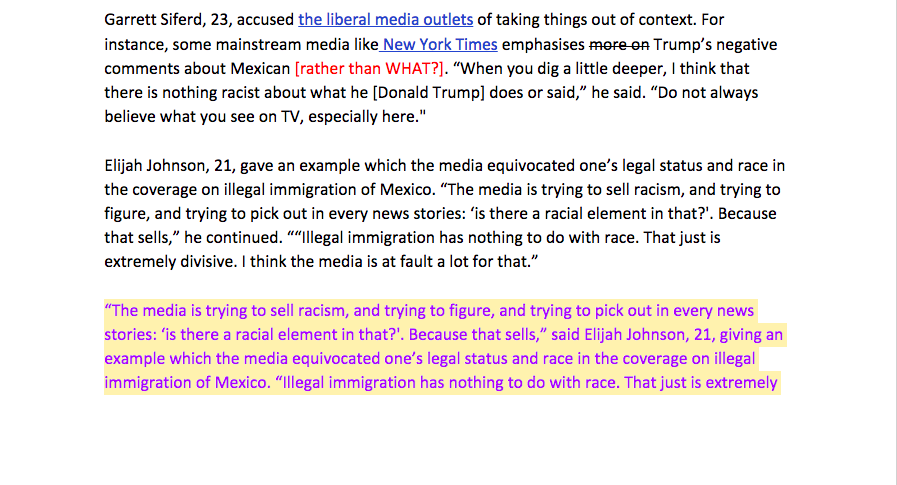 Garrett Siferd, 23, accused the liberal media outlets of taking things out of context. For
instance, some mainstream media like New York Times emphasises more on Trump’s negative
comments about Mexican [rather than WHAT?]. “When you dig a little deeper, I think that
there is nothing racist about what he [Donald Trump] does or said,” he said. “Do not always
believe what you see on TV, especially here."
Elijah Johnson, 21, gave an example which the media equivocated one’s legal status and race in
the coverage on illegal immigration of Mexico. “The media is trying to sell racism, and trying to
figure, and trying to pick out in every news stories: ‘is there a racial element in that?'. Because
that sells,” he continued. ““Illegal immigration has nothing to do with race. That just is
extremely divisive. I think the media is at fault a lot for that.”
“The media is trying to sell racism, and trying to figure, and trying to pick out in every news
stories: ‘is there a racial element in that?'. Because that sells,” said Elijah Johnson, 21, giving an
example which the media equivocated one’s legal status and race in the coverage on illegal
immigration of Mexico. “Illegal immigration has nothing to do with race. That just is extremely